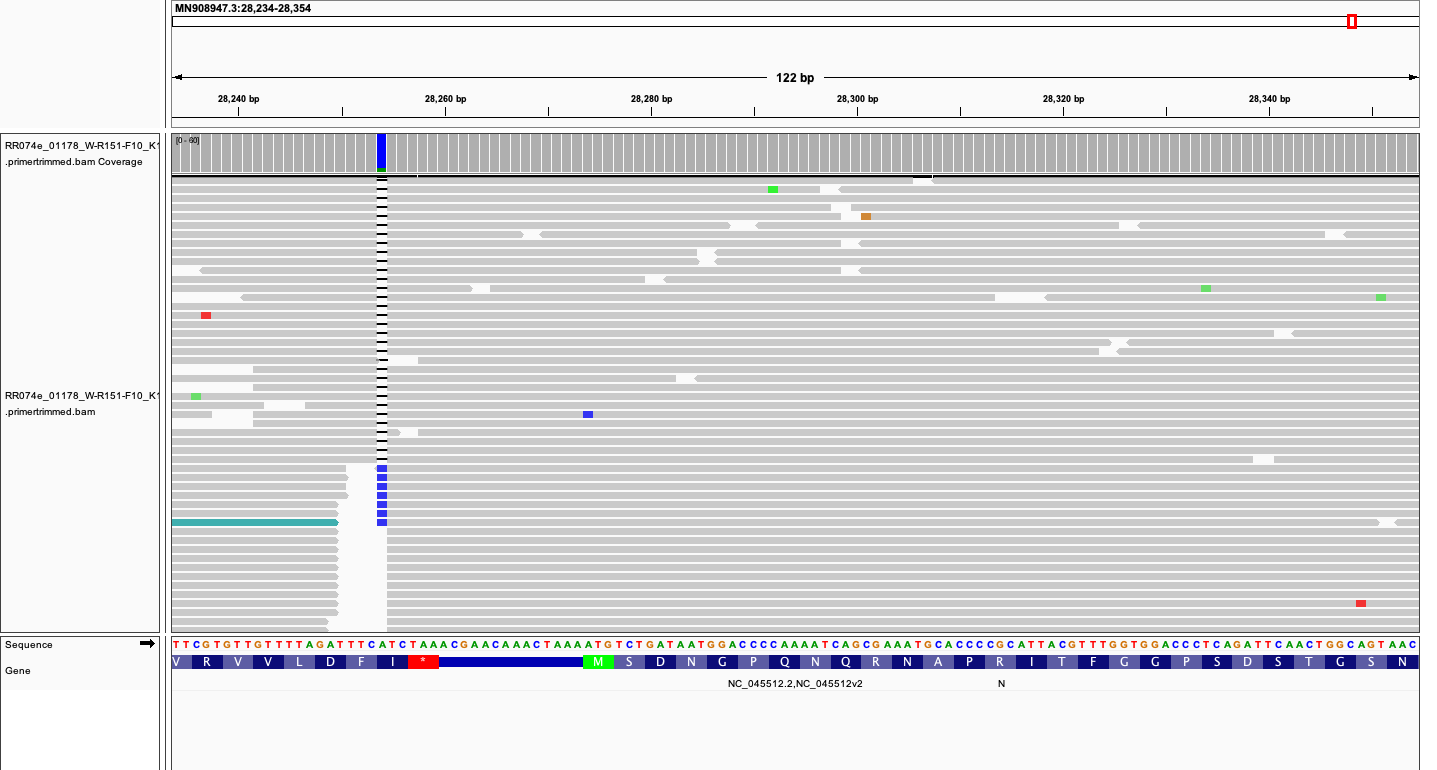 MN908947.3:28,234-28,354
122 bp
28,240 bp 28,260 bp 28,280 bp 28,300 bp 28,320 bp 28,340 bp
RR074e_01178_W-R151-F10_K1
.primertrimmed.bam Coverage
[0 - 60]
RR074e_01178_W-R151-F10_K1
.primertrimmed.bam
Sequence
TTCGTGTTGTTTTAGATTTCATCTAAACGAACAAACTAAAATGTCTGATAATGGACCCCAAAATCAGCGAAATGCACCCCGCATTACGTTTGGTGGACCCTCAGATTCAACTGGCAGTAAC
Gene
V R V V L D F I * M S D N G P Q N Q R N A P R I T F G G P S D S T G S N
NC_045512.2,NC_045512v2 N